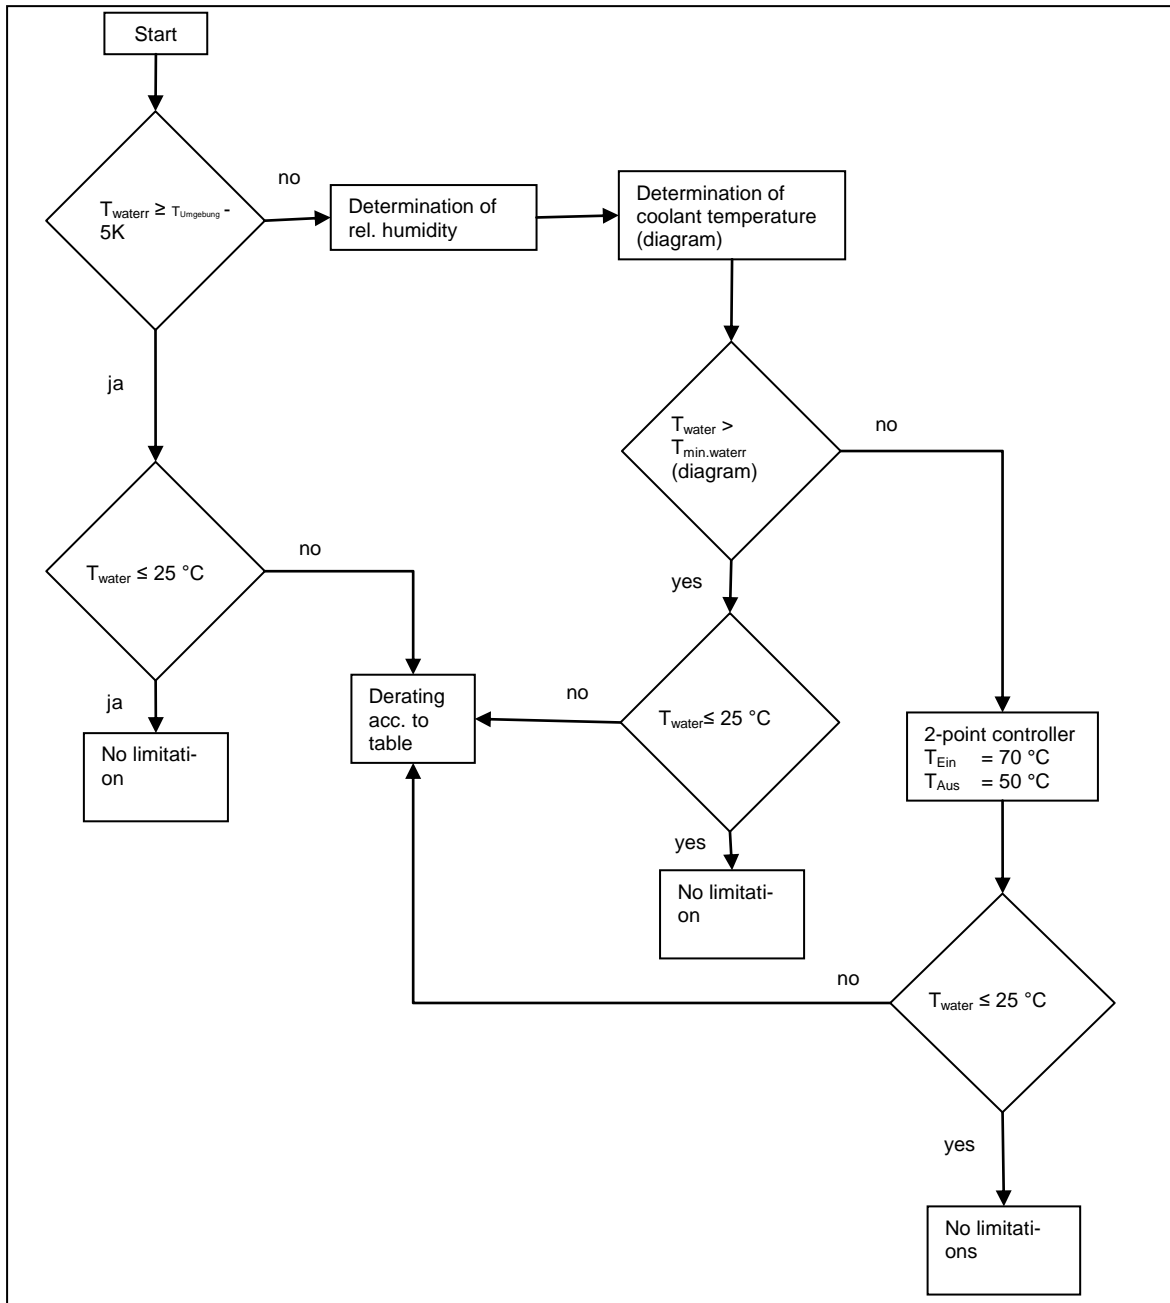 Start
no
T_waterr ≥ T_Umgebung -
5K
Determination of
rel. humidity
Determination of
coolant temperature
(diagram)
ja
T_water >
T_min.waterr
(diagram)
no
T_water ≤ 25 °C
no
yes
ja
No limitati-
on
Derating
acc. to
table
no
T_water≤ 25 °C
2-point controller
T_Ein = 70 °C
T_Aus = 50 °C
yes
No limitati-
on
no
T_water ≤ 25 °C
yes
No limitati-
ons